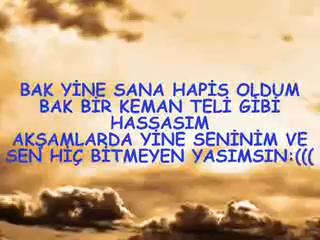 BAK YİNE SANA HAPİS OLDUM
BAK BİR KEMAN TELİ GİBİ
HASSASIM
AKŞAMLARDA YİNE SENİNİM VE
SEN HİÇ BİTMEYEN YASIMSIN:(((